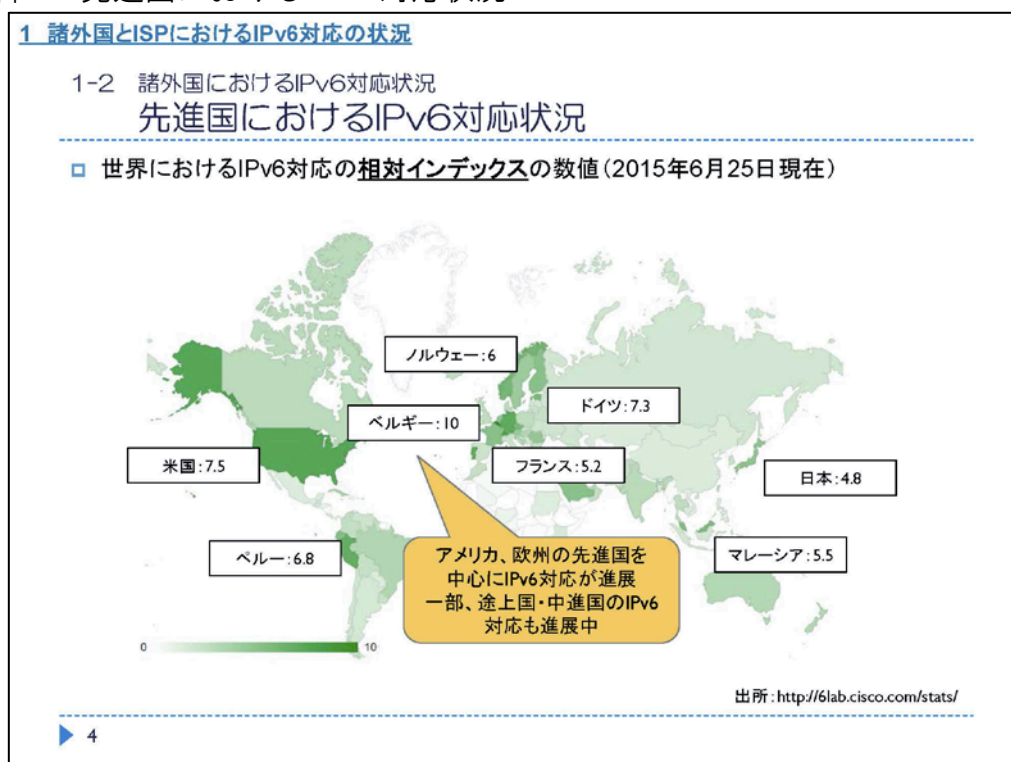 1 諸外国とISPにおけるIPv6対応の状況
1-2 諸外国におけるIPv6対応状況
先進国におけるIPv6対応状況
世界におけるIPv6対応の相対インデックスの数値(2015年6月25日現在)
ノルウェー:6
ドイツ:7.3
ベルギー:10
米国:7.5
フランス:5.2
日本:4.8
ペルー:6.8
アメリカ、欧州の先進国を
中心にIPv6対応が進展
一部、途上国・中進国のIPv6
対応も進展中
マレーシア:5.5
0
10
出所:http://6lab.cisco.com/stats/
4